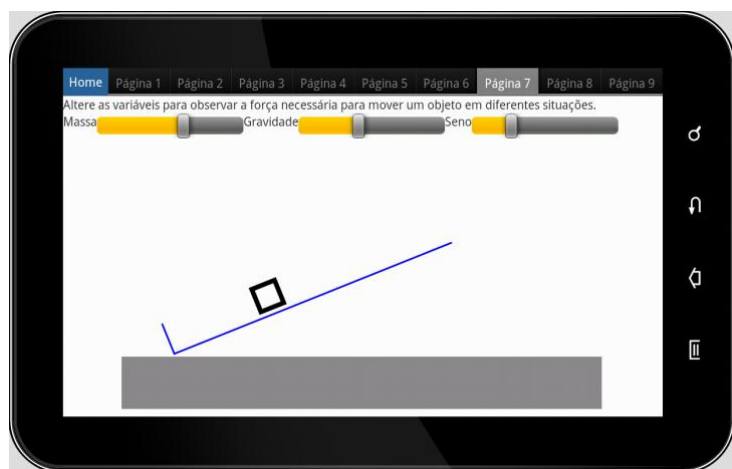 Home Página 1 Página 2 Página 3 Página 4 Página 5 Página 6 Página 7 Página 8 Página 9
Altere as variáveis para observar a força necessária para mover um objeto em diferentes situações.
Massa Gravidade Seno